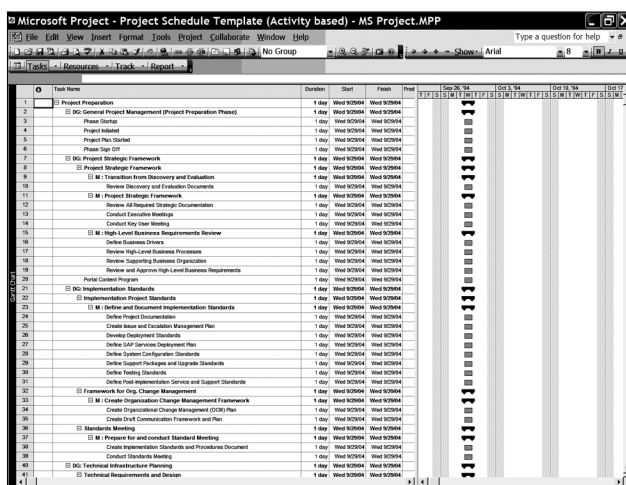 Microsoft Project - Project Schedule Template (Activity based) - MS Project.MPP
File Edit View Insert Format Tools Project Collaborate Window Help Type a question for help
No Group Show Arial 8 B I U
Tasks Resources Track Report
Task Name Duration Start Finish Pred Sep 26, '04 Oct 3, '04 Oct 10, '04 Oct 17
T F S S M T W T F S S M T W T F S S M T W T F S S M
1 Project Preparation 1 day Wed 9/29/04 Wed 9/29/04
2 DG: General Project Management (Project Preparation Phase) 1 day Wed 9/29/04 Wed 9/29/04
3 Phase Startup 1 day Wed 9/29/04 Wed 9/29/04
4 Project Initiated 1 day Wed 9/29/04 Wed 9/29/04
5 Project Plan Started 1 day Wed 9/29/04 Wed 9/29/04
6 Phase Sign Off 1 day Wed 9/29/04 Wed 9/29/04
7 DG: Project Strategic Framework 1 day Wed 9/29/04 Wed 9/29/04
8 Project Strategic Framework 1 day Wed 9/29/04 Wed 9/29/04
9 M : Transition from Discovery and Evaluation 1 day Wed 9/29/04 Wed 9/29/04
10 Review Discovery and Evaluation Documents 1 day Wed 9/29/04 Wed 9/29/04
11 M : Project Strategic Framework 1 day Wed 9/29/04 Wed 9/29/04
12 Review All Required Strategic Documentation 1 day Wed 9/29/04 Wed 9/29/04
13 Conduct Executive Meetings 1 day Wed 9/29/04 Wed 9/29/04
14 Conduct Key User Meeting 1 day Wed 9/29/04 Wed 9/29/04
15 M : High-Level Business Requirements Review 1 day Wed 9/29/04 Wed 9/29/04
16 Define Business Drivers 1 day Wed 9/29/04 Wed 9/29/04
17 Review High-Level Business Processes 1 day Wed 9/29/04 Wed 9/29/04
18 Review Supporting Business Organization 1 day Wed 9/29/04 Wed 9/29/04
19 Review and Approve High-Level Business Requirements 1 day Wed 9/29/04 Wed 9/29/04
20 Portal Content Program 1 day Wed 9/29/04 Wed 9/29/04
21 DG: Implementation Standards 1 day Wed 9/29/04 Wed 9/29/04
22 Implementation Project Standards 1 day Wed 9/29/04 Wed 9/29/04
23 M : Define and Document Implementation Standards 1 day Wed 9/29/04 Wed 9/29/04
24 Define Project Documentation 1 day Wed 9/29/04 Wed 9/29/04
25 Create Issue and Escalation Management Plan 1 day Wed 9/29/04 Wed 9/29/04
26 Develop Deployment Standards 1 day Wed 9/29/04 Wed 9/29/04
27 Define SAP Services Deployment Plan 1 day Wed 9/29/04 Wed 9/29/04
28 Define System Configuration Standards 1 day Wed 9/29/04 Wed 9/29/04
29 Define Support Packages and Upgrade Standards 1 day Wed 9/29/04 Wed 9/29/04
30 Define Testing Standards 1 day Wed 9/29/04 Wed 9/29/04
31 Define Post-Implementation Service and Support Standards 1 day Wed 9/29/04 Wed 9/29/04
32 Framework for Org. Change Management 1 day Wed 9/29/04 Wed 9/29/04
33 M : Create Organization Change Management Framework 1 day Wed 9/29/04 Wed 9/29/04
34 Create Organizational Change Management (OCM) Plan 1 day Wed 9/29/04 Wed 9/29/04
35 Create Draft Communication Framework and Plan 1 day Wed 9/29/04 Wed 9/29/04
36 Standards Meeting 1 day Wed 9/29/04 Wed 9/29/04
37 M : Prepare for and conduct Standard Meeting 1 day Wed 9/29/04 Wed 9/29/04
38 Create Implementation Standards and Procedures Document 1 day Wed 9/29/04 Wed 9/29/04
39 Conduct Standards Meeting 1 day Wed 9/29/04 Wed 9/29/04
40 DG: Technical Infrastructure Planning 1 day Wed 9/29/04 Wed 9/29/04
41 Technical Requirements and Design 1 day Wed 9/29/04 Wed 9/29/04
Gantt Chart